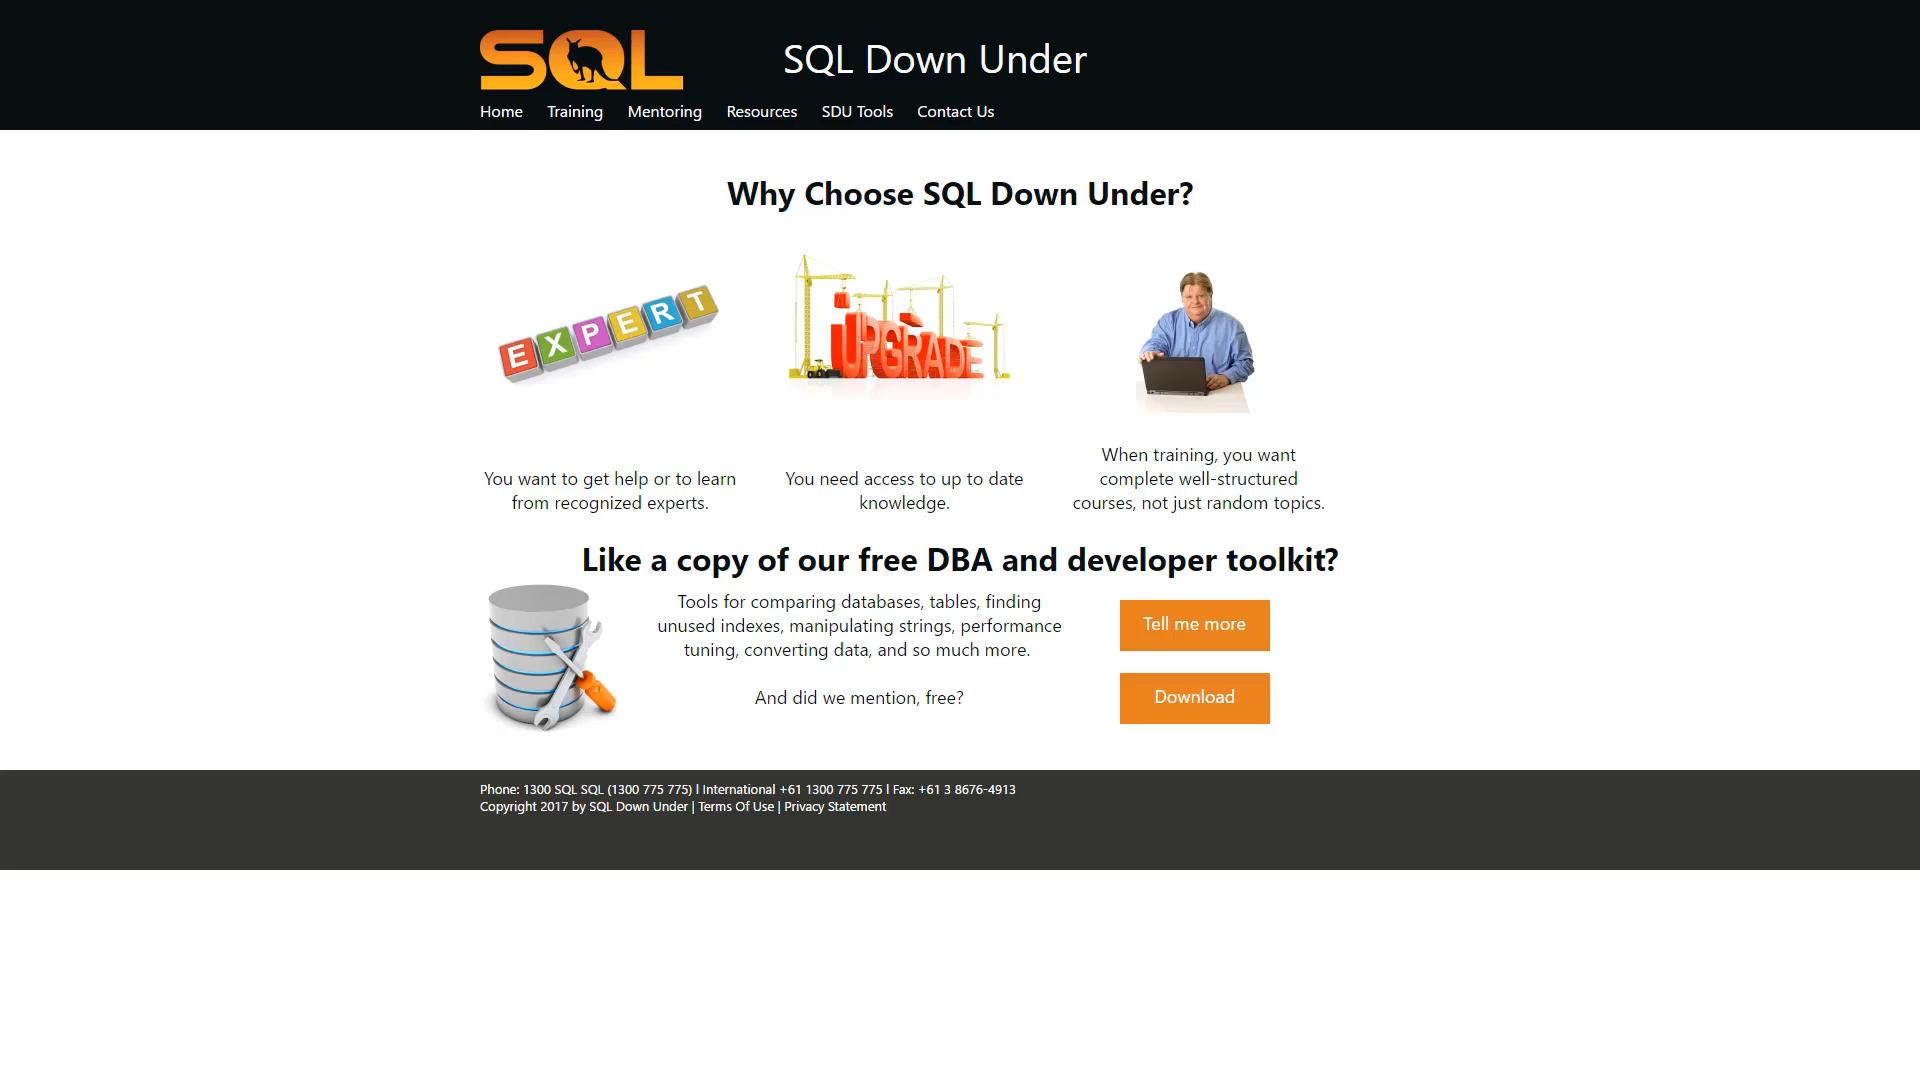 SQL
SQL Down Under
Home Training Mentoring Resources SDU Tools Contact Us
Why Choose SQL Down Under?
EXPERT
UPGRADE
You want to get help or to learn
from recognized experts.
You need access to up to date
knowledge.
When training, you want
complete well-structured
courses, not just random topics.
Like a copy of our free DBA and developer toolkit?
Tools for comparing databases, tables, finding
unused indexes, manipulating strings, performance
tuning, converting data, and so much more.
And did we mention, free?
Tell me more
Download
Phone: 1300 SQL SQL (1300 775 775) l International +61 1300 775 775 l Fax: +61 3 8676-4913
Copyright 2017 by SQL Down Under | Terms Of Use | Privacy Statement